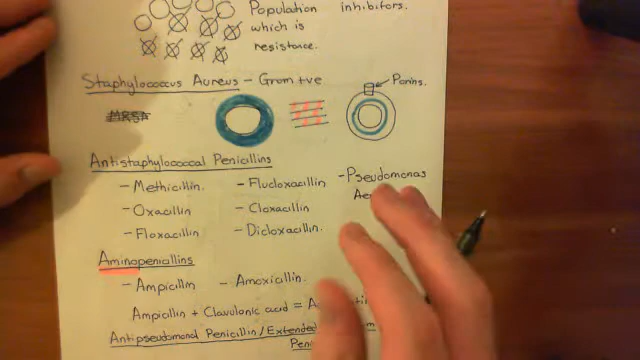 Population inhibitors.
which is
resistance.
Staphylococcus Aureus - Gram +ve
Porins.
Antistaphylococcal Penicillins
- Methicillin. - Flucloxacillin - Pseudomonas
- Oxacillin - Cloxacillin
- Floxacillin - Dicloxacillin.
Aminopenicillins
- Ampicillin - Amoxicillin.
Ampicillin + Clavulonic acid =
Antipseudomonal Penicillin/Extended